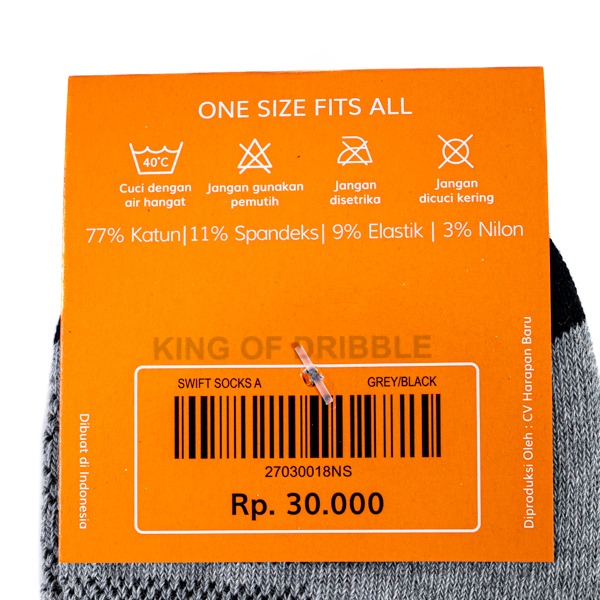 ONE SIZE FITS ALL
40°C
Cuci dengan
air hangat
Jangan gunakan
pemutih
Jangan
disetrika
Jangan
dicuci kering
77% Katun|11% Spandeks| 9% Elastik | 3% Nilon
KING OF DRIBBLE
SWIFT SOCKS A GREY/BLACK
27030018NS
Rp. 30.000
Dibuat di Indonesia
Diproduksi Oleh : CV Harapan Baru